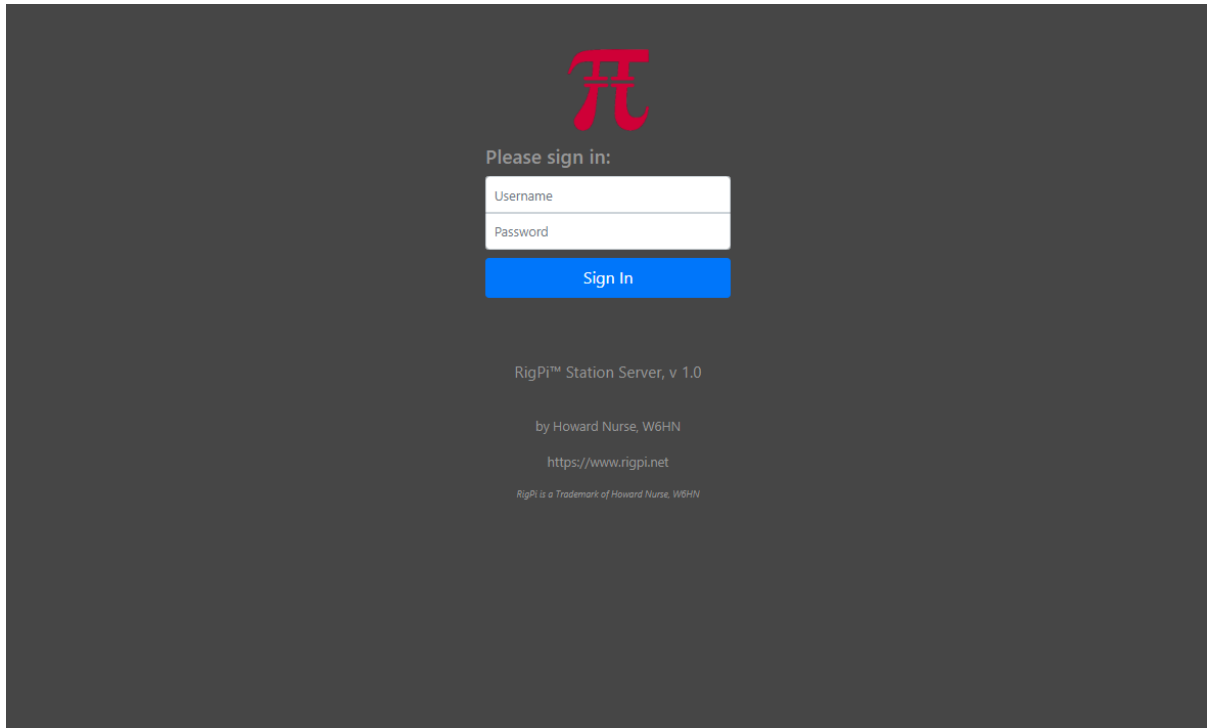 Please sign in:
Username
Password
Sign In
RigPi™ Station Server, v 1.0
by Howard Nurse, W6HN
https://www.rigpi.net
RigPi is a Trademark of Howard Nurse, W6HN